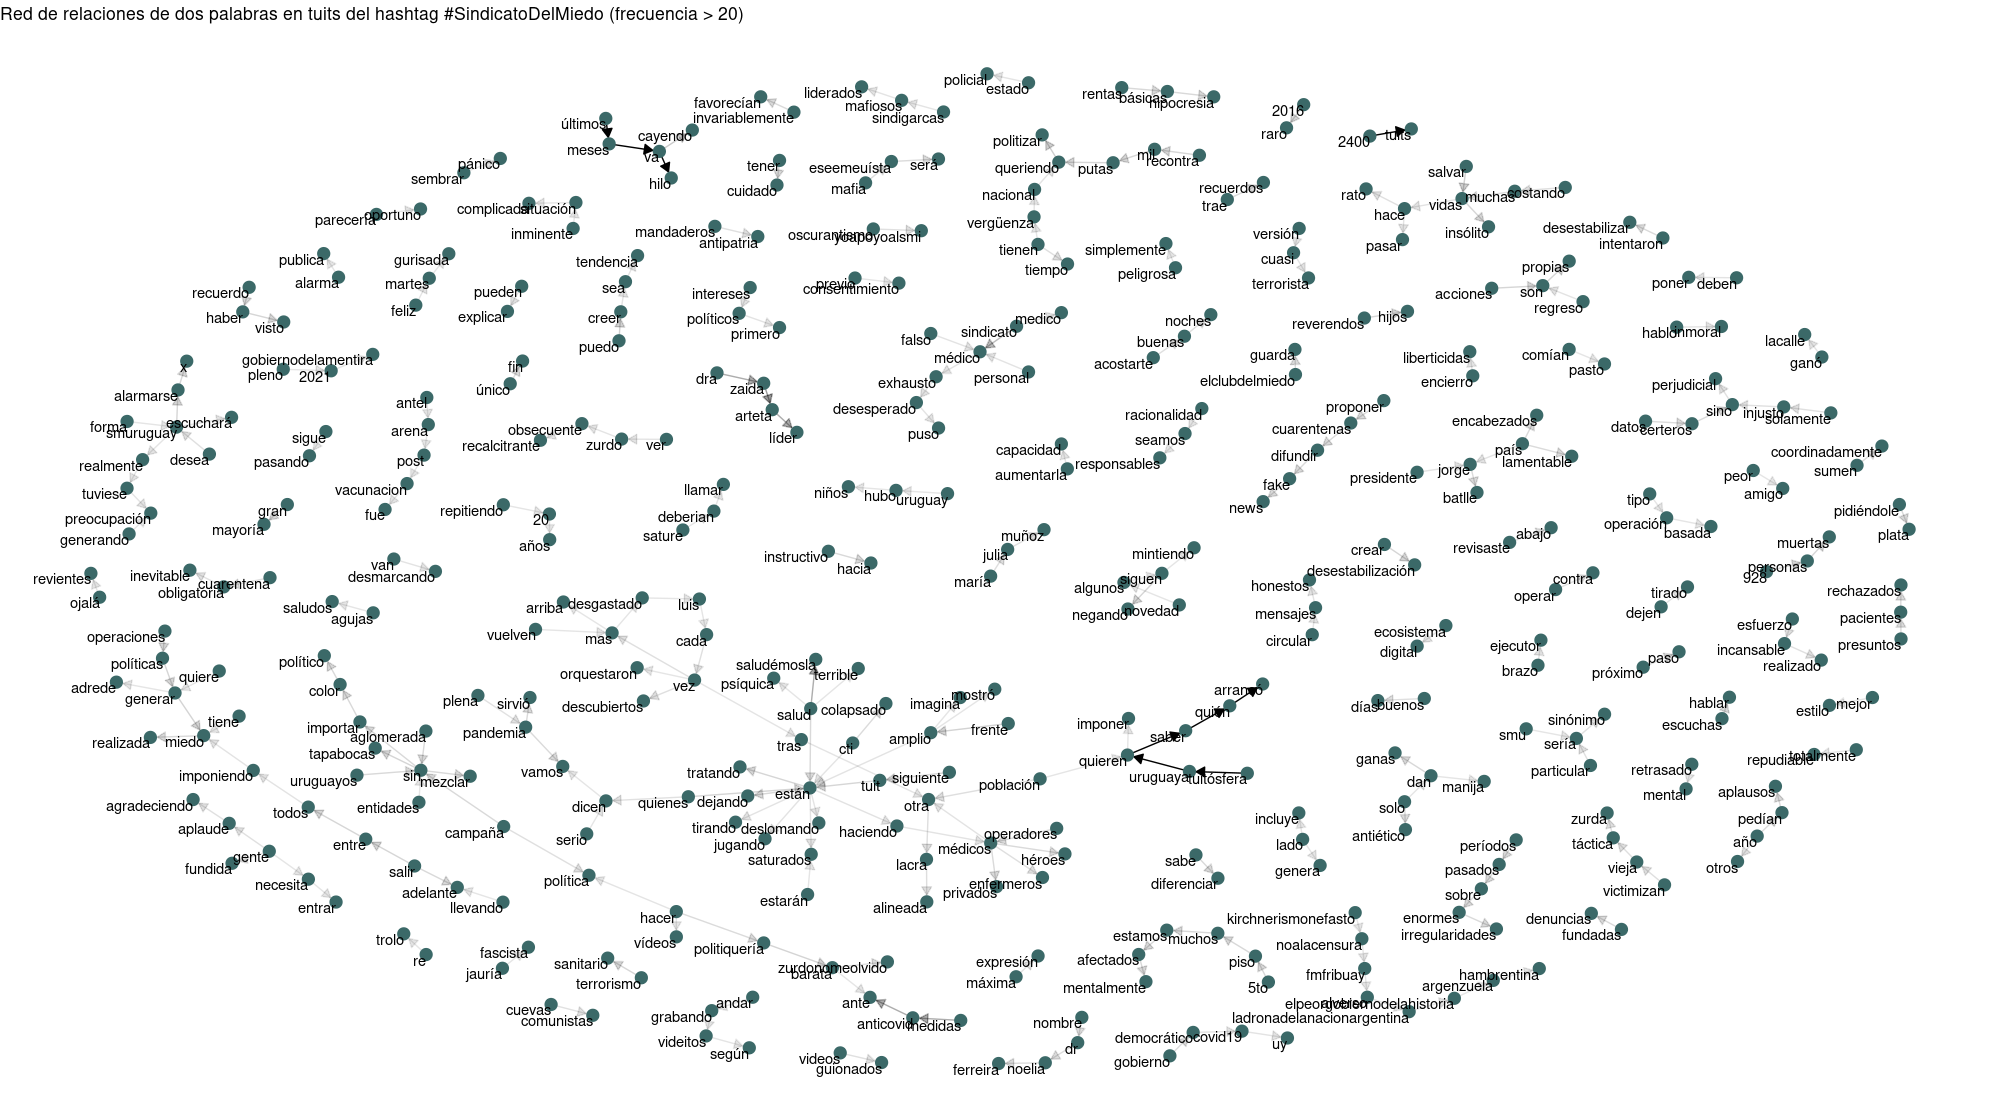 Red de relaciones de dos palabras en tuits del hashtag #SindicatoDelMiedo (frecuencia > 20)
policial
estado
liderados
mafiosos
sindigarcas
favorecían
invariablemente
rentas
básicas
hipocresia
2016
raro
2400
tuits
últimos
meses
cayendo
va
hilo
politizar
queriendo
putas
mil
recontra
pánico
sembrar
tener
cuidado
eseemeuísta
será
mafia
nacional
vergüenza
tienen
tiempo
recuerdos
trae
salvar
rato
vidas
muchas
costando
hace
insólito
pasar
parecería
oportuno
complicada
situación
inminente
mandaderos
antipatria
oscurantismo
yoapoyoalsmi
simplemente
peligrosa
versión
cuasi
terrorista
desestabilizar
intentaron
publica
alarma
gurisada
martes
feliz
tendencia
sea
creer
puedo
previo
consentimiento
propias
acciones
son
regreso
poner
deben
recuerdo
haber
visto
pueden
explicar
intereses
políticos
primero
medico
sindicato
falso
médico
personal
exhausto
desesperado
puso
noches
buenas
acostarte
reverendos
hijos
hablo
inmoral
lacalle
ganó
gobiernodelamentira
pleno
2021
fin
único
dra
zaida
arteta
líder
guarda
elclubdelmiedo
liberticidas
encierro
comían
pasto
x
alarmarse
forma
smuruguay
escuchará
desea
realmente
tuviese
preocupación
generando
antel
arena
post
vacunacion
fue
sigue
pasando
obsecuente
recalcitrante
zurdo
ver
racionalidad
seamos
responsables
capacidad
aumentarla
proponer
cuarentenas
difundir
fake
news
encabezados
país
lamentable
presidente
jorge
batlle
perjudicial
sino
injusto
solamente
datos
certeros
coordinadamente
sumen
peor
amigo
gran
mayoría
repitiendo
20
años
llamar
deberian
sature
niños
hubo
uruguay
tipo
operación
basada
pidiéndole
plata
instructivo
hacia
muñoz
julia
maría
mintiendo
siguen
algunos
negando
novedad
crear
desestabilización
revisaste
abajo
muertas
personas
928
revientes
ojalá
inevitable
cuarentena
obligatoria
van
desmarcando
saludos
agujas
arriba
desgastado
luis
vuelven
mas
cada
vez
orquestaron
descubiertos
honestos
mensajes
circular
contra
operar
tirado
dejen
rechazados
pacientes
presuntos
operaciones
políticas
quiere
adrede
generar
tiene
realizada
miedo
imponiendo
político
color
importar
aglomerada
tapabocas
uruguayos
sin
mezclar
entidades
campaña
plena
sirvió
pandemia
vamos
dicen
serio
quienes
saludémosla
psíquica
terrible
salud
colapsado
tras
cti
imagina
mostró
amplio
frente
tratando
están
dejando
tirando
deslomando
jugando
saturados
estarán
tuit
siguiente
otra
población
haciendo
médicos
operadores
héroes
enfermeros
privados
lacra
alineada
arrancó
quién
saber
imponer
quieren
uruguaya
tuitósfera
ecosistema
digital
ejecutor
brazo
próximo
paso
esfuerzo
incansable
realizado
días
buenos
hablar
escuchas
estilo
mejor
smu
sinónimo
sería
particular
ganas
dan
manija
solo
antiético
retrasado
mental
repudiable
totalmente
aplausos
pedían
año
otros
agradeciendo
aplaude
gente
fundida
necesita
entrar
todos
entre
salir
adelante
llevando
política
incluye
lado
genera
sabe
diferenciar
zurda
táctica
vieja
victimizan
períodos
pasados
sobre
enormes
irregularidades
denuncias
fundadas
trolo
re
fascista
jauría
sanitario
terrorismo
hacer
vídeos
politiquería
zurdonomeolvido
barata
ante
anticovid
medidas
expresión
máxima
estamos
muchos
afectados
mentalmente
piso
5to
kirchnerismonefasto
noalacensura
fmfribuay
hambrentina
argenzuela
elpeorgobiernodelahistoria
ladronadelanacionargentina
cuevas
comunistas
andar
grabando
videitos
según
videos
guionados
nombre
dr
noelia
ferreira
democrático
covid19
uy
gobierno